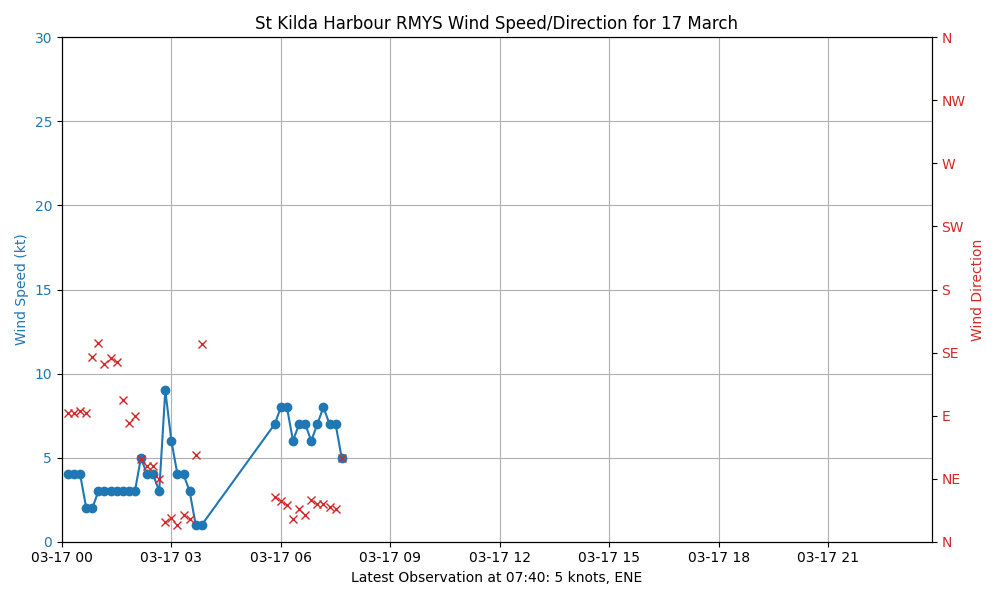 St Kilda Harbour RMYS Wind Speed/Direction for 17 March
30
25
20
15
10
5
0
Wind Speed (kt)
N
NW
W
SW
S
SE
E
NE
N
Wind Direction
03-17 00
03-17 03
03-17 06
03-17 09
03-17 12
03-17 15
03-17 18
03-17 21
Latest Observation at 07:40: 5 knots, ENE